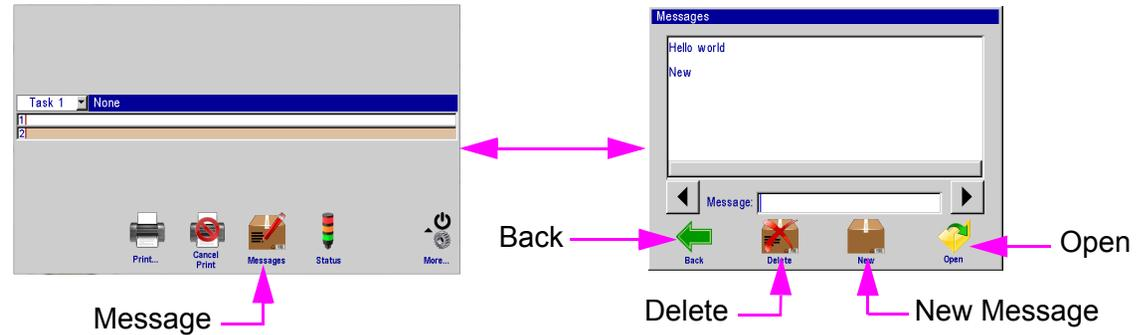 Task 1 None
1
2
Print...
Cancel
Print
Messages
Status
More...
Message
Messages
Hello world
New
Message:
Back
Delete
New
Open
Back
Open
Delete
New Message